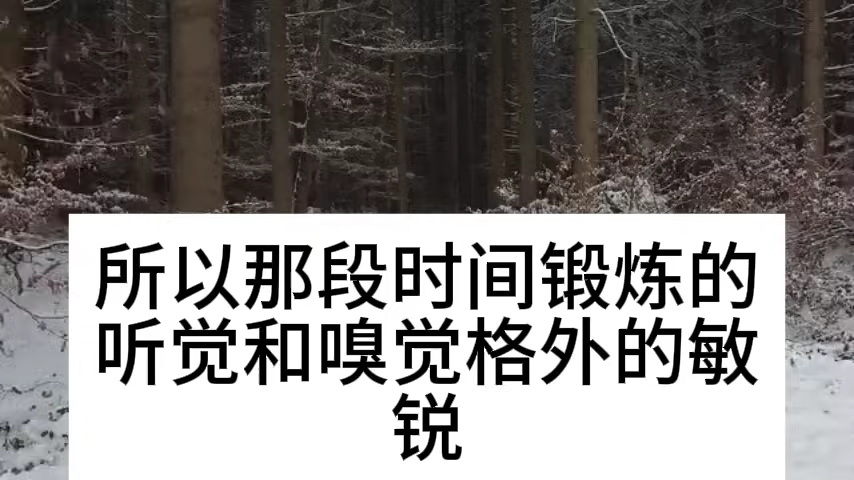 所以那段时间锻炼的
听觉和嗅觉格外的敏
锐